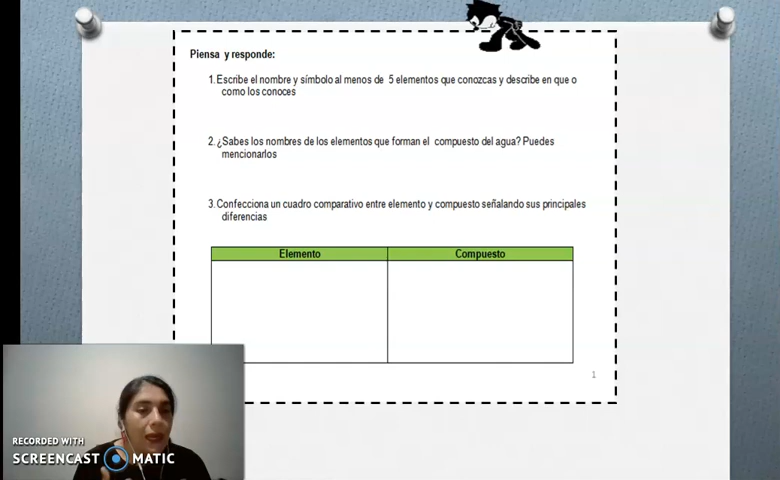 Piensa y responde:
1. Escribe el nombre y símbolo al menos de 5 elementos que conozcas y describe en que o
como los conoces
2. ¿Sabes los nombres de los elementos que forman el compuesto del agua? Puedes
mencionarlos
3. Confecciona un cuadro comparativo entre elemento y compuesto señalando sus principales
diferencias
Elemento Compuesto
1
RECORDED WITH
SCREENCAST MATIC